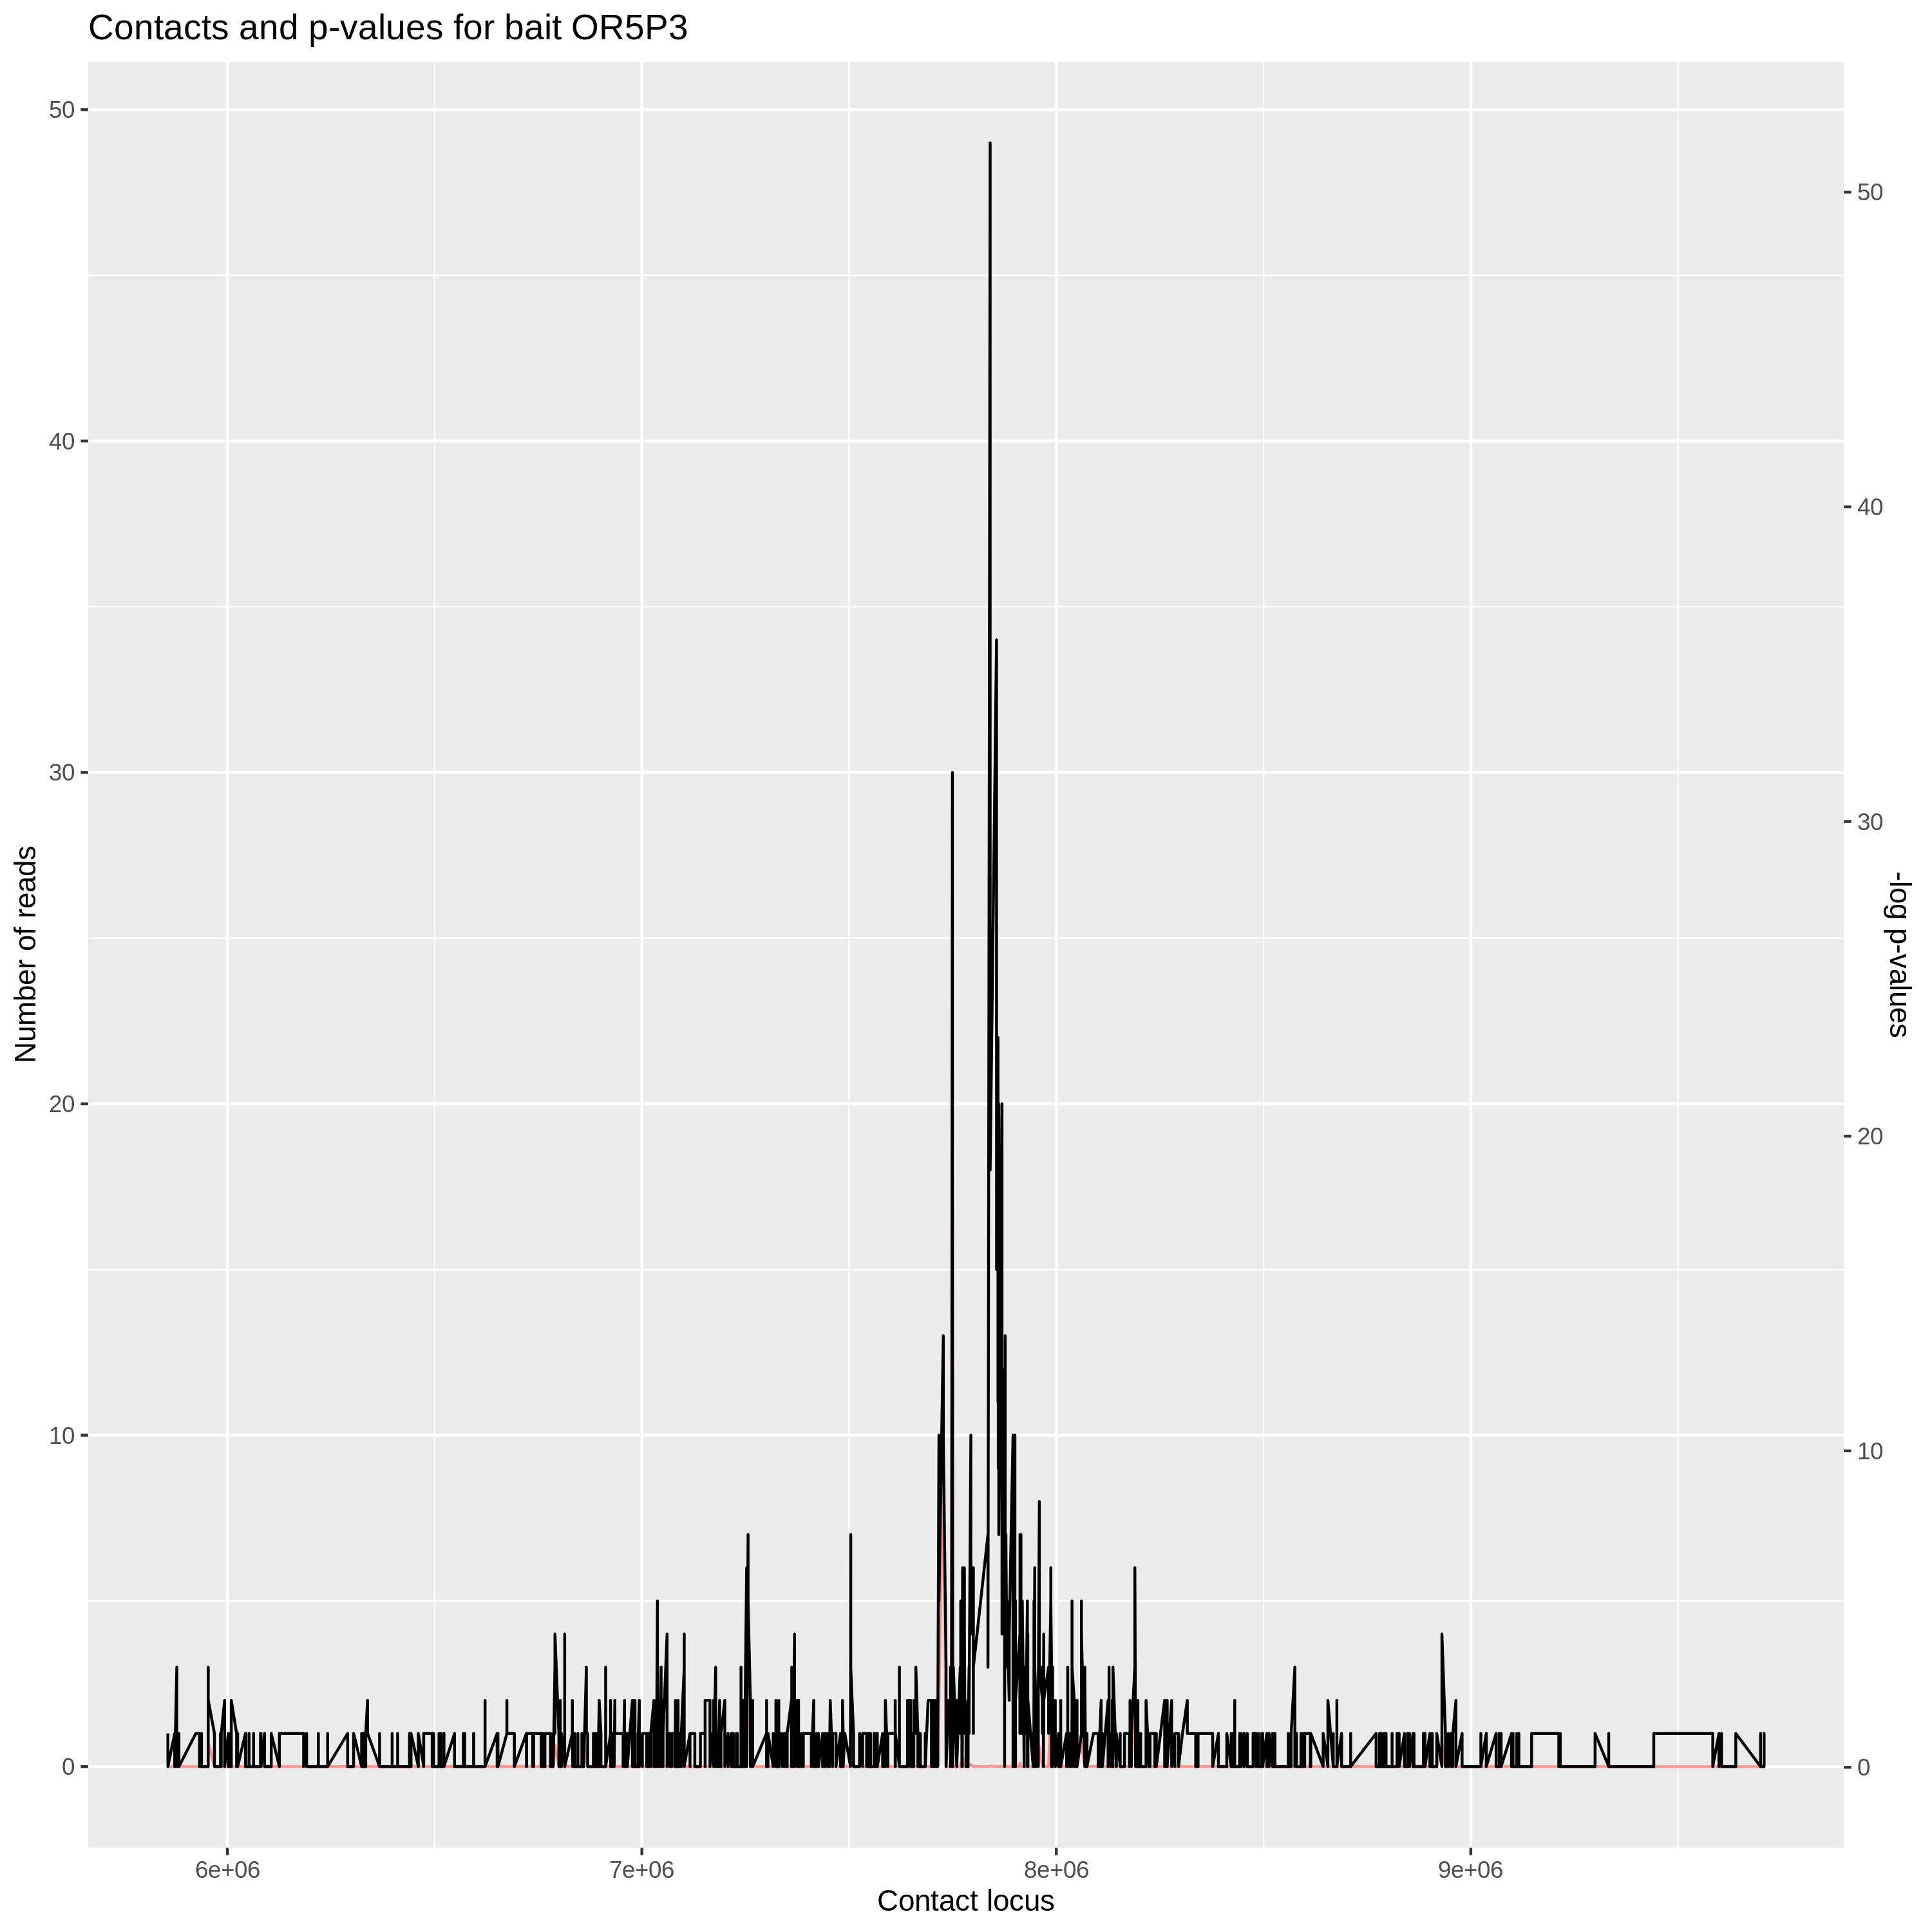 Contacts and p-values for bait OR5P3
50
40
30
20
10
0
Number of reads
50
40
30
20
10
0
-log p-values
6e+06
7e+06
8e+06
9e+06
Contact locus